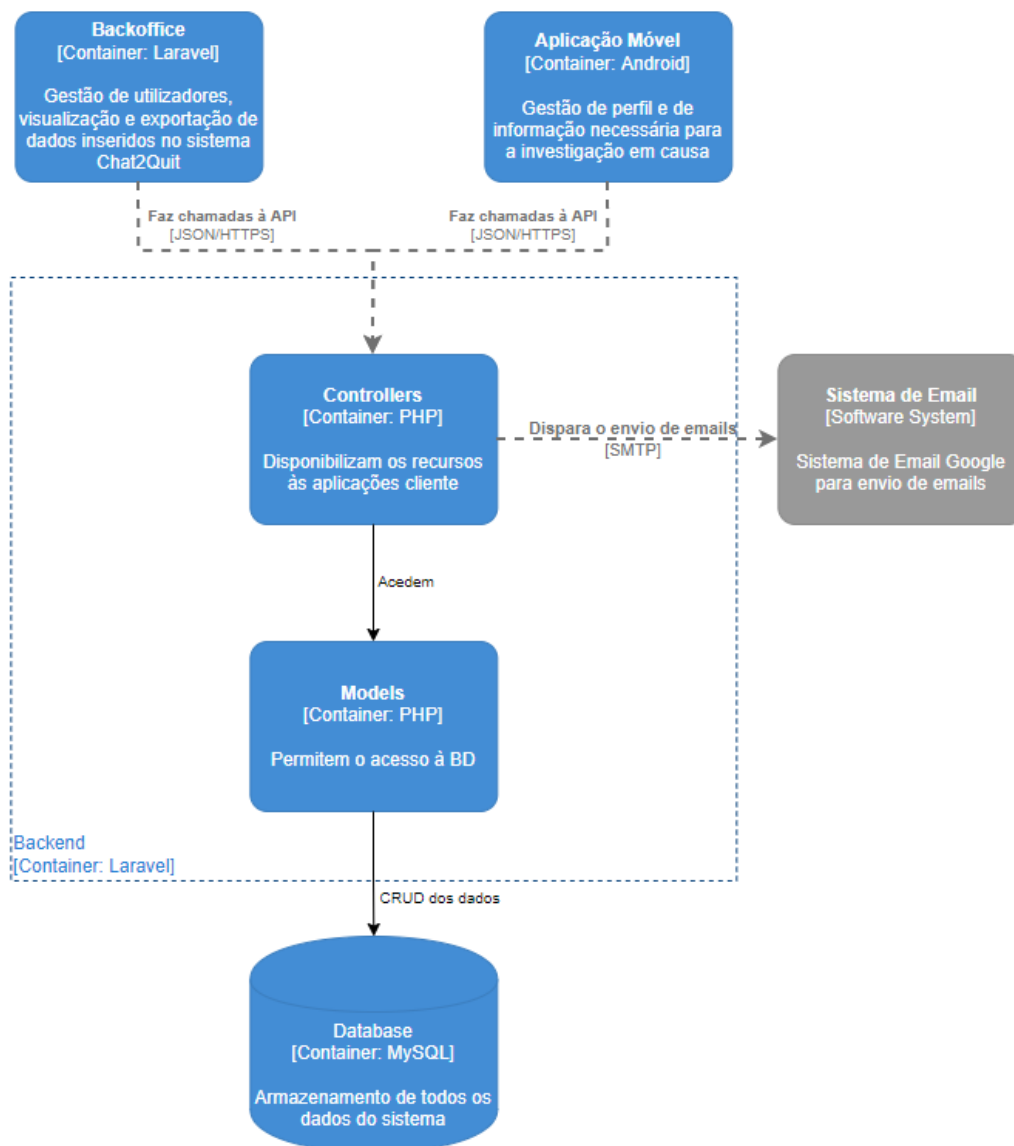 Backoffice
[Container: Laravel]
Gestão de utilizadores,
visualização e exportação de
dados inseridos no sistema
Chat2Quit
Aplicação Móvel
[Container: Android]
Gestão de perfil e de
informação necessária para
a investigação em causa
Faz chamadas à API
[JSON/HTTPS]
Faz chamadas à API
[JSON/HTTPS]
Controllers
[Container: PHP]
Disponibilizam os recursos
às aplicações cliente
Dispara o envio de emails
[SMTP]
Sistema de Email
[Software System]
Sistema de Email Google
para envio de emails
Acedem
Models
[Container: PHP]
Permitem o acesso à BD
Backend
[Container: Laravel]
CRUD dos dados
Database
[Container: MySQL]
Armazenamento de todos os
dados do sistema